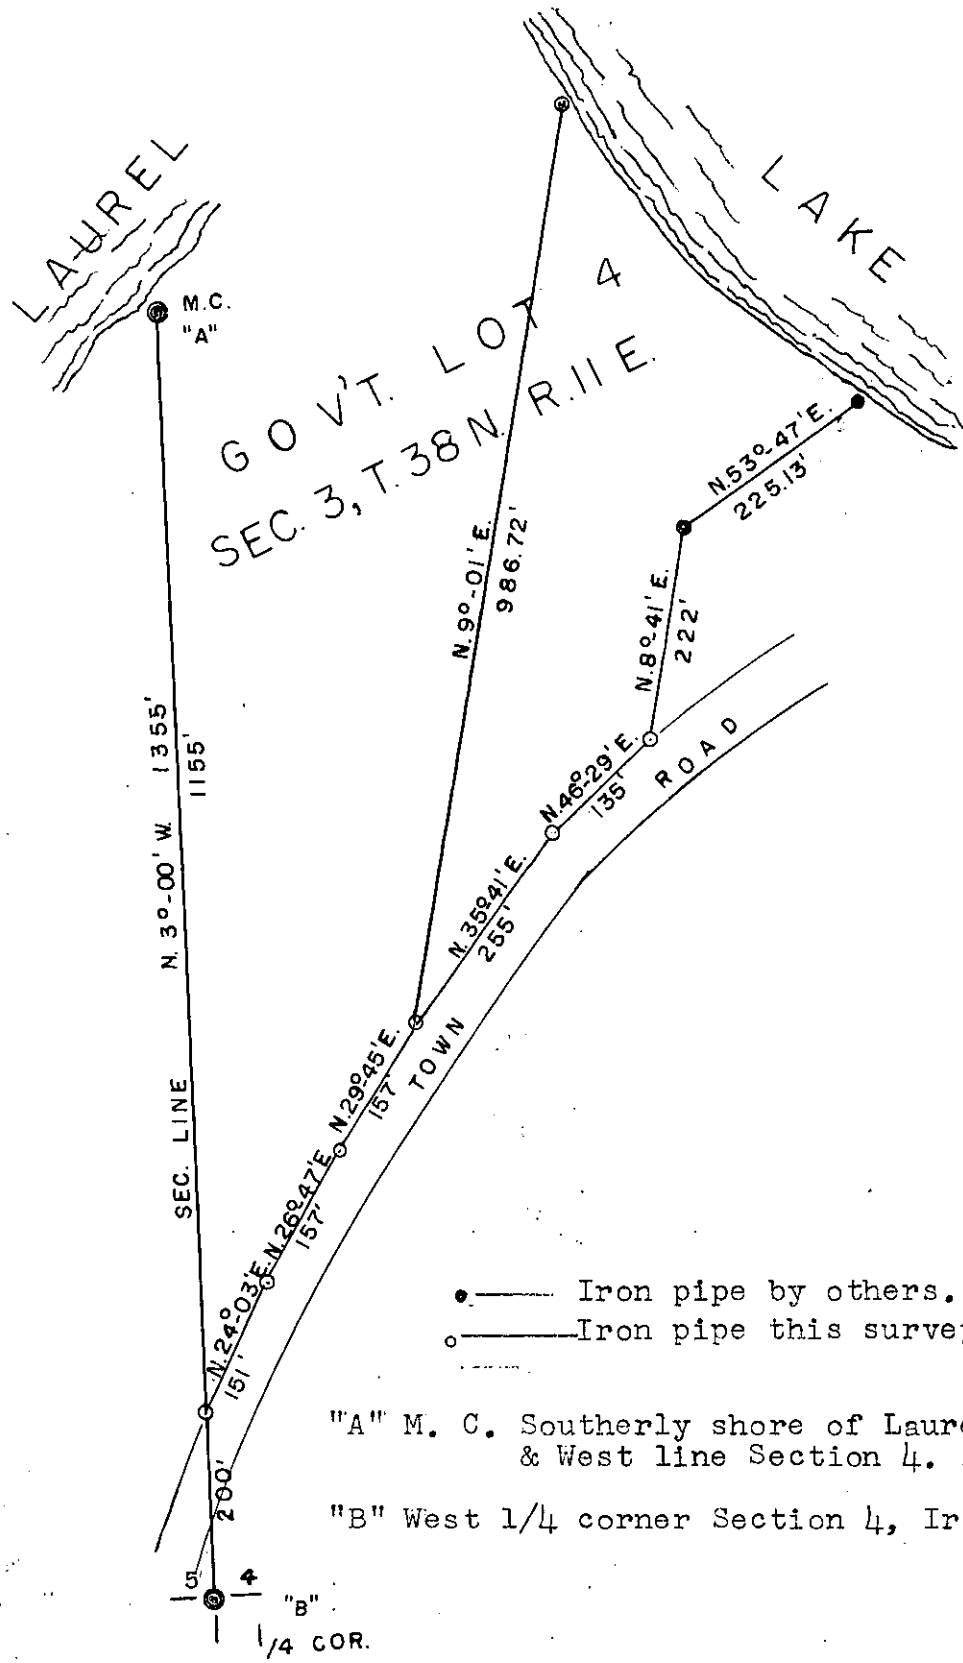 LAUREL
LAKE
M.C.
"A"
GOV'T. LOT 4
SEC. 3, T. 38 N. R. 11 E.
N. 53°-47' E.
225.13'
N. 9°-01' E.
986.72'
N. 8°-41' E.
222'
N. 3°-00' W. 1355'
1155'
SEC. LINE
N. 46°-29' E.
135'
TOWN ROAD
N. 35°-41' E.
255'
N. 29°-45' E.
157'
N. 26°-47' E.
157'
N. 24°-03' E.
151'
200'
Iron pipe by others.
Iron pipe this surve
"A" M. C. Southerly shore of Laure
& West line Section 4.
"B" West 1/4 corner Section 4, Ir
5 4
"B"
1/4 COR.